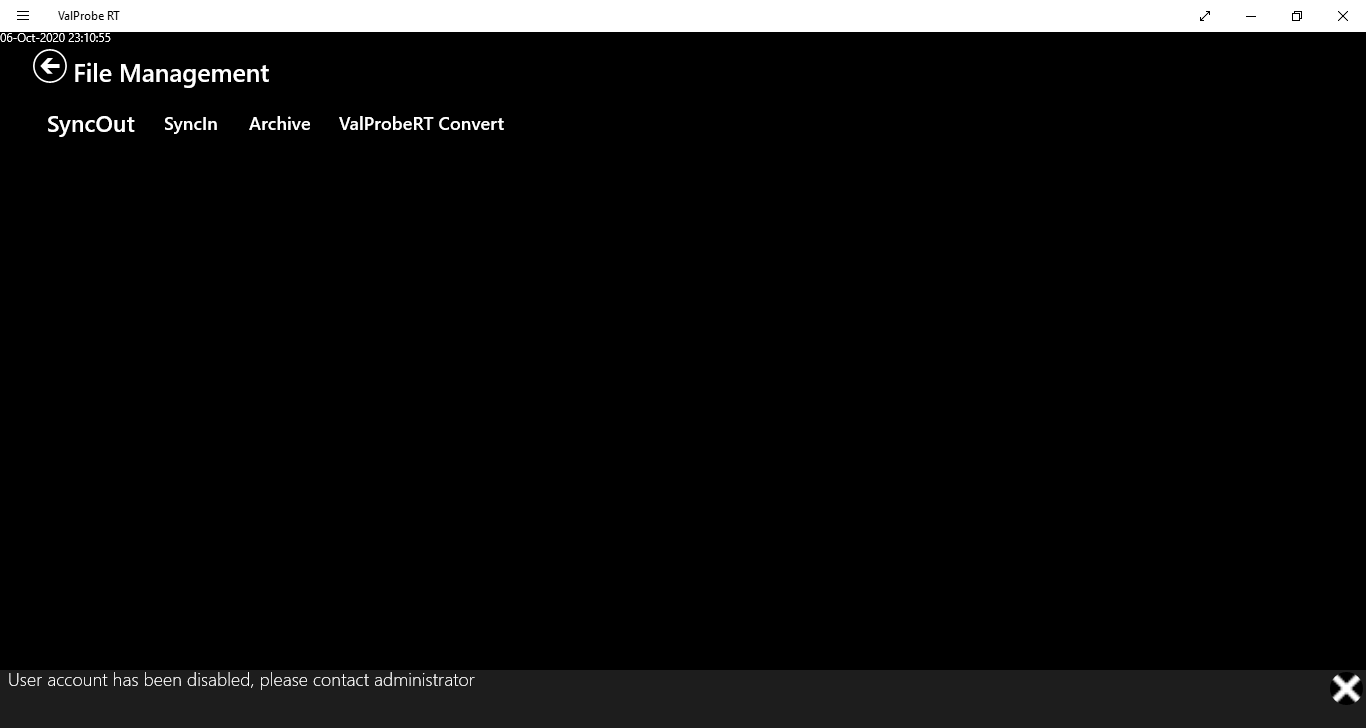 ValProbe RT
06-Oct-2020 23:10:55
File Management
SyncOut SyncIn Archive ValProbeRT Convert
User account has been disabled, please contact administrator